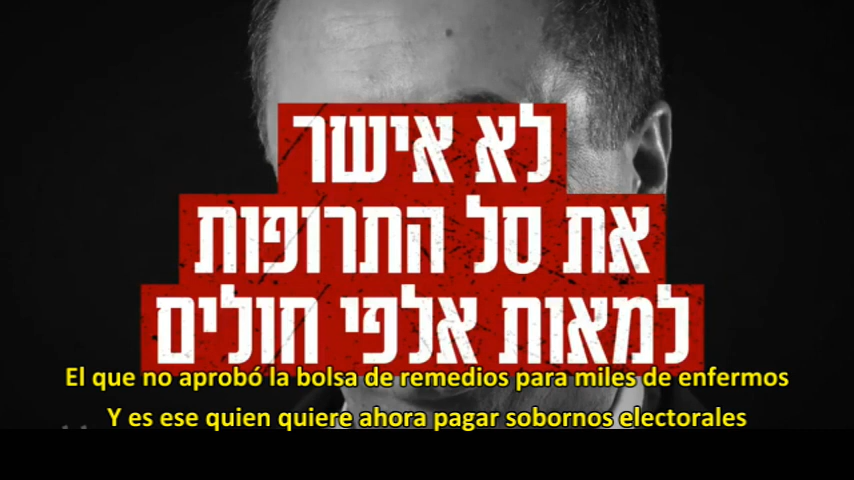 לא אישר
את סל התרופות
למאות אלפי חולים
El que no aprobó la bolsa de remedios para miles de enfermos
Y es ese quien quiere ahora pagar sobornos electorales